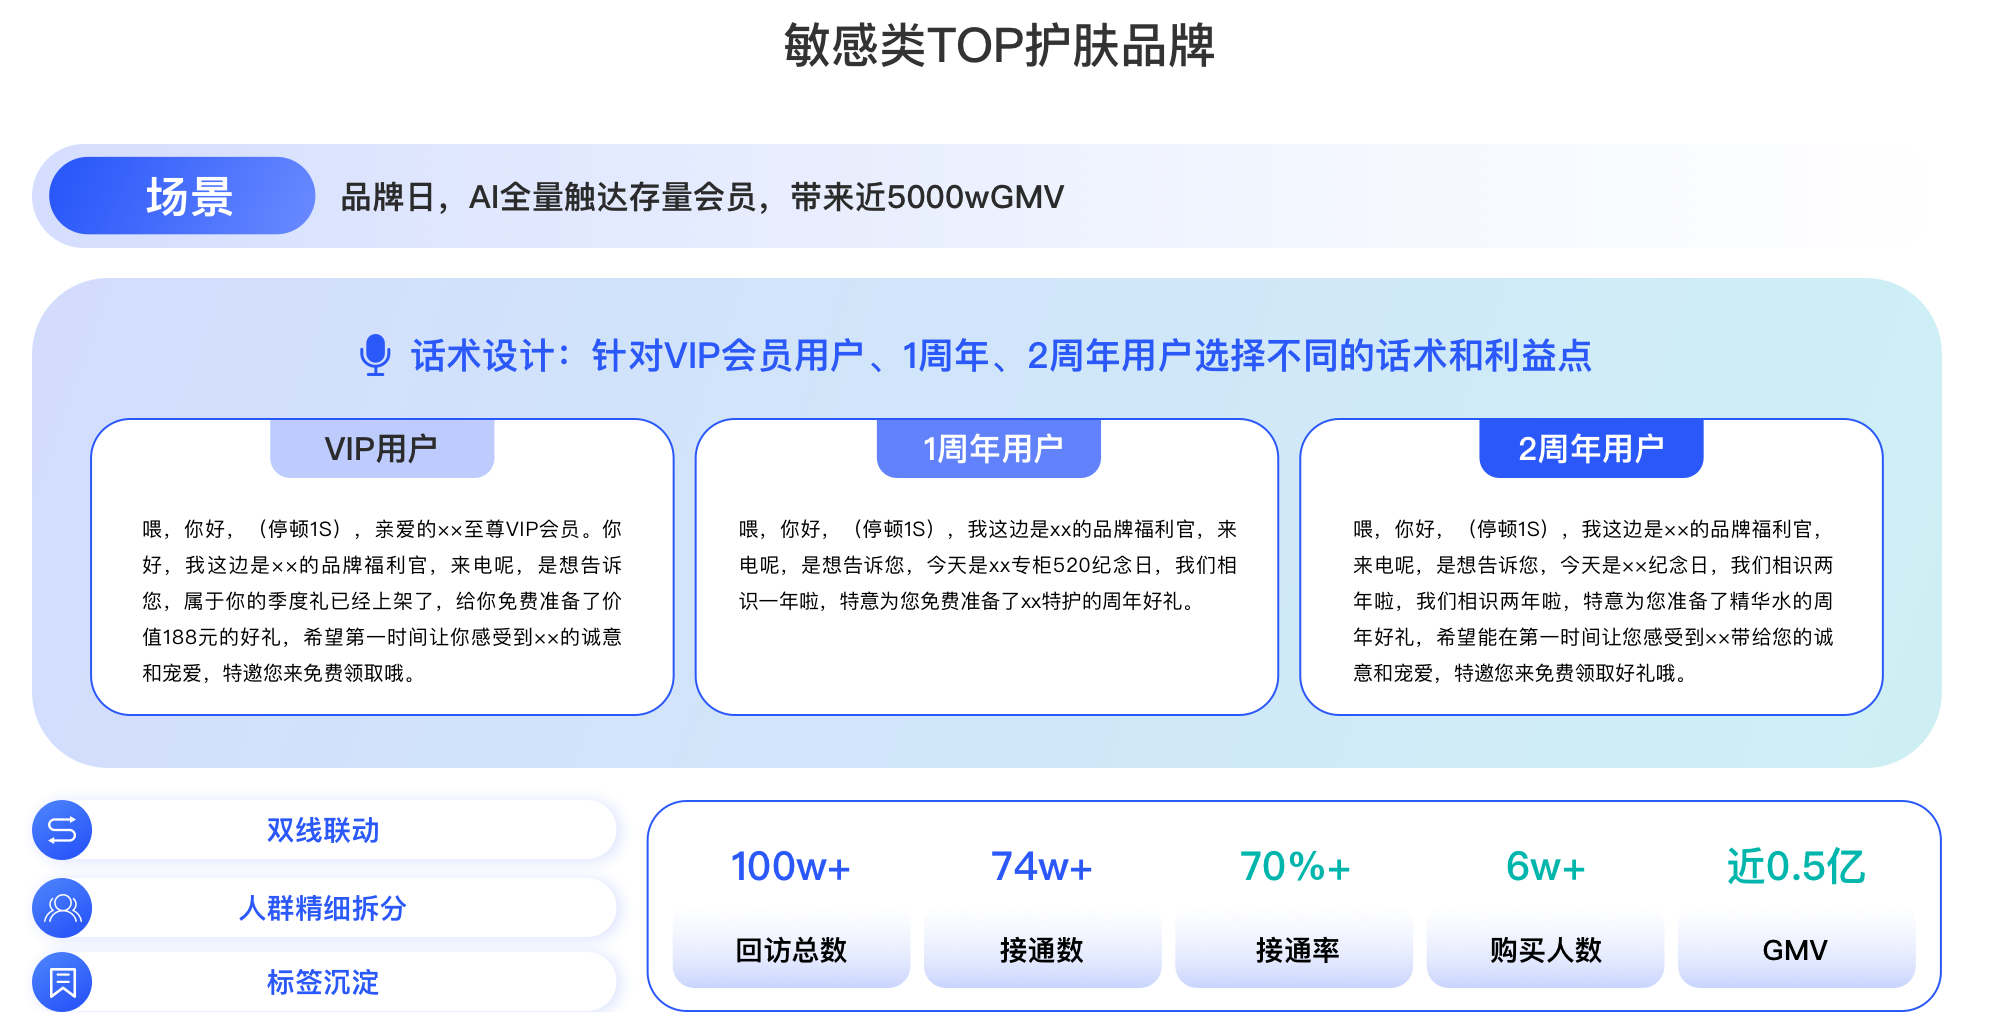 敏感类TOP护肤品牌
场景
品牌日，AI全量触达存量会员，带来近5000wGMV
话术设计：针对VIP会员用户、1周年、2周年用户选择不同的话术和利益点
VIP用户
喂，你好，（停顿1S），亲爱的××至尊VIP会员。你
好，我这边是××的品牌福利官，来电呢，是想告诉
您，属于你的季度礼已经上架了，给你免费准备了价
值188元的好礼，希望第一时间让你感受到××的诚意
和宠爱，特邀您来免费领取哦。
1周年用户
喂，你好，（停顿1S），我这边是xx的品牌福利官，来
电呢，是想告诉您，今天是xx专柜520纪念日，我们相
识一年啦，特意为您免费准备了xx特护的周年好礼。
2周年用户
喂，你好，（停顿1S），我这边是××的品牌福利官，
来电呢，是想告诉您，今天是××纪念日，我们相识两
年啦，我们相识两年啦，特意为您准备了精华水的周
年好礼，希望能在第一时间让您感受到××带给您的诚
意和宠爱，特邀您来免费领取好礼哦。
双线联动
人群精细拆分
标签沉淀
100w+
回访总数
74w+
接通数
70%+
接通率
6w+
购买人数
近0.5亿
GMV